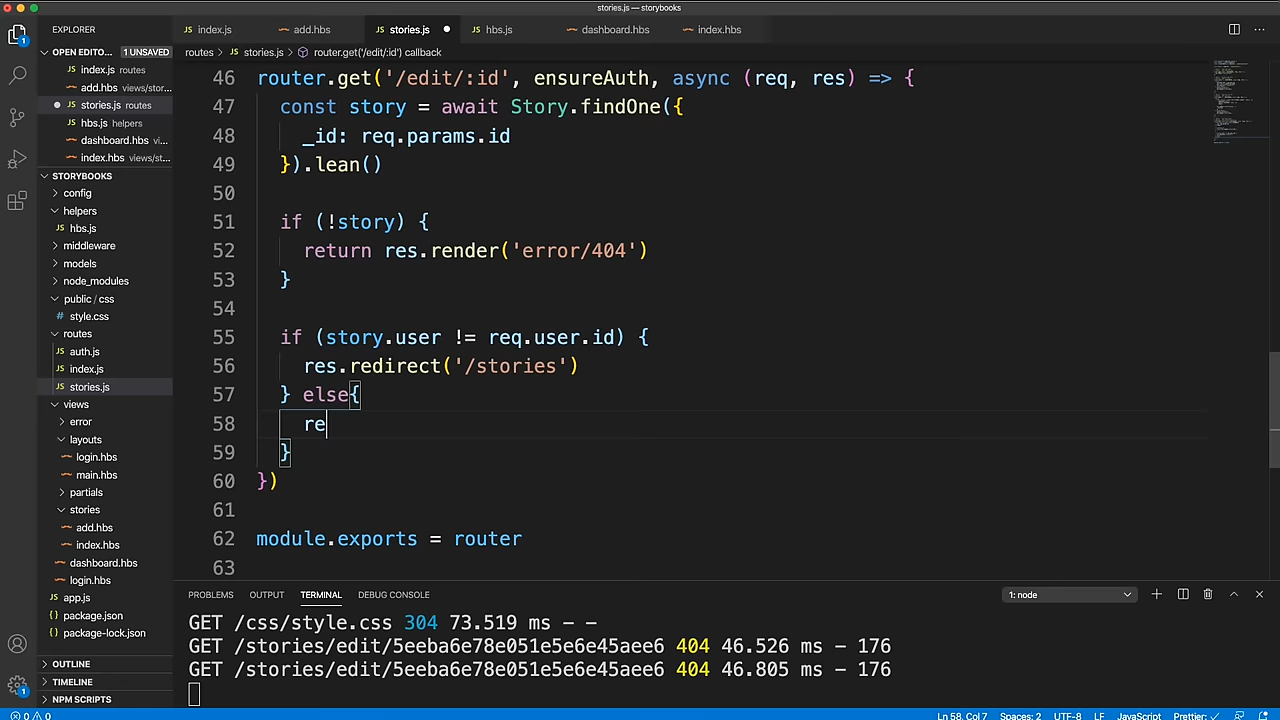 stories.js — storybooks
EXPLORER
index.js
add.hbs
stories.js
hbs.js
dashboard.hbs
index.hbs
OPEN EDITO... 1 UNSAVED
routes > stories.js > router.get('/edit/:id') callback
index.js routes
add.hbs views/stor...
stories.js routes
hbs.js helpers
dashboard.hbs vi...
index.hbs views/st...
STORYBOOKS
config
helpers
hbs.js
middleware
models
node_modules
public / css
style.css
routes
auth.js
index.js
stories.js
views
error
layouts
login.hbs
main.hbs
partials
stories
add.hbs
index.hbs
dashboard.hbs
login.hbs
app.js
package.json
package-lock.json
OUTLINE
TIMELINE
NPM SCRIPTS
46 router.get('/edit/:id', ensureAuth, async (req, res) => {
47 const story = await Story.findOne({
48 _id: req.params.id
49 }).lean()
50
51 if (!story) {
52 return res.render('error/404')
53 }
54
55 if (story.user != req.user.id) {
56 res.redirect('/stories')
57 } else{
58 re
59 }
60 })
61
62 module.exports = router
63
PROBLEMS OUTPUT TERMINAL DEBUG CONSOLE
1: node
GET /css/style.css 304 73.519 ms - -
GET /stories/edit/5eeba6e78e051e5e6e45aee6 404 46.526 ms - 176
GET /stories/edit/5eeba6e78e051e5e6e45aee6 404 46.805 ms - 176
0 0
Ln 58, Col 7 Spaces: 2 UTF-8 LF JavaScript Prettier: ✓